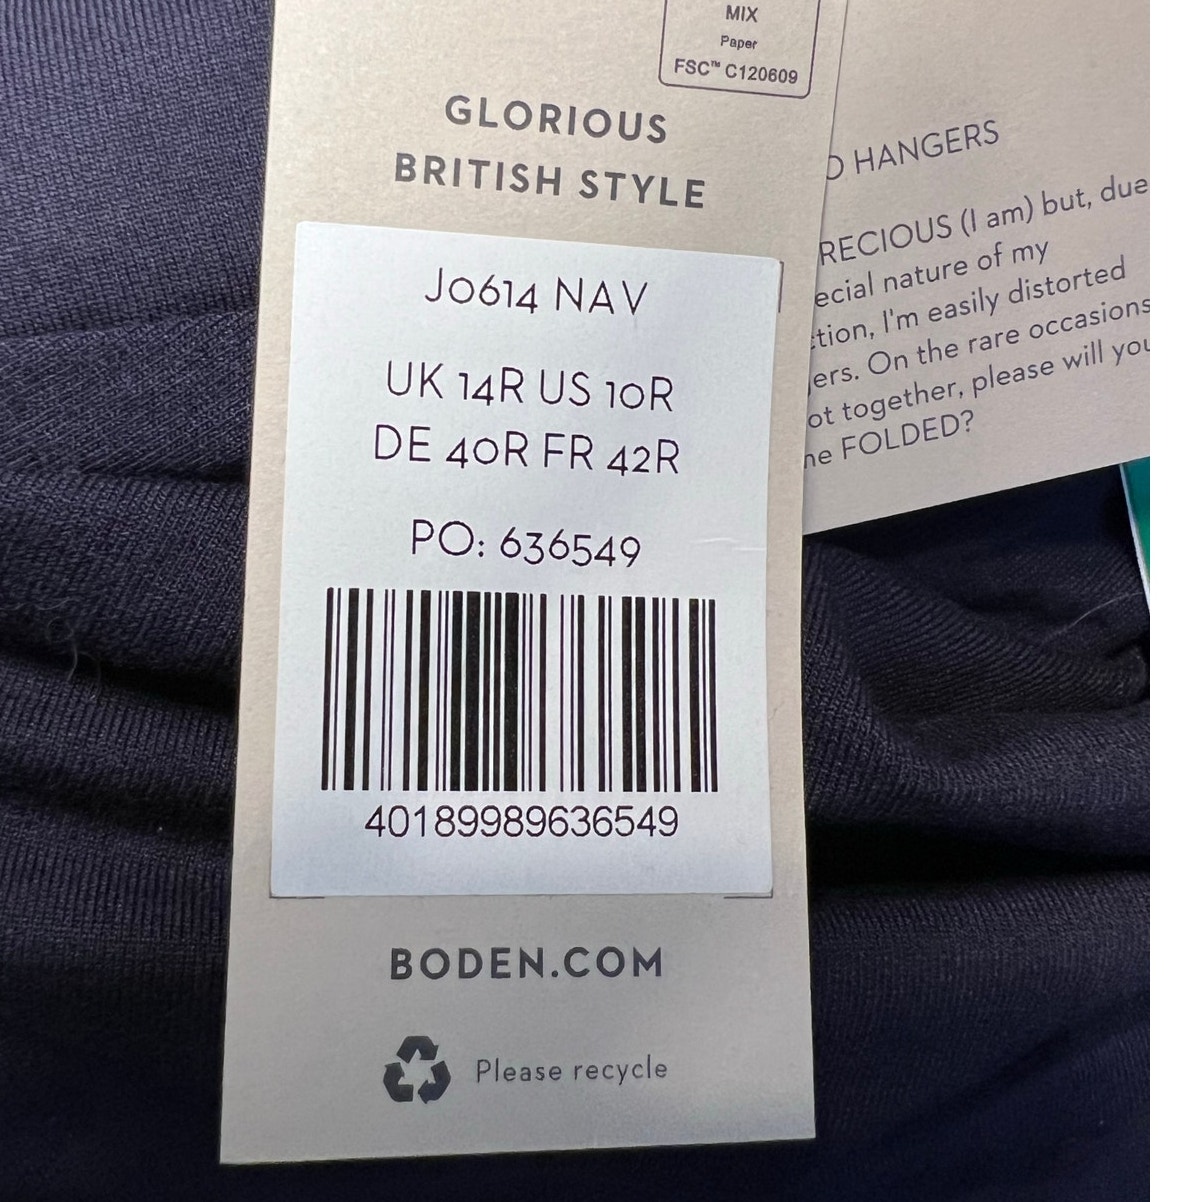 MIX
Paper
FSC™ C120609
GLORIOUS
BRITISH STYLE
J0614 NAV
UK 14R US 10R
DE 40R FR 42R
PO: 636549
40189989636549
BODEN.COM
Please recycle
HANGERS
(I am) but, due
nature of my
I'm easily distorted
On the rare occasions
together, please will you
FOLDED?